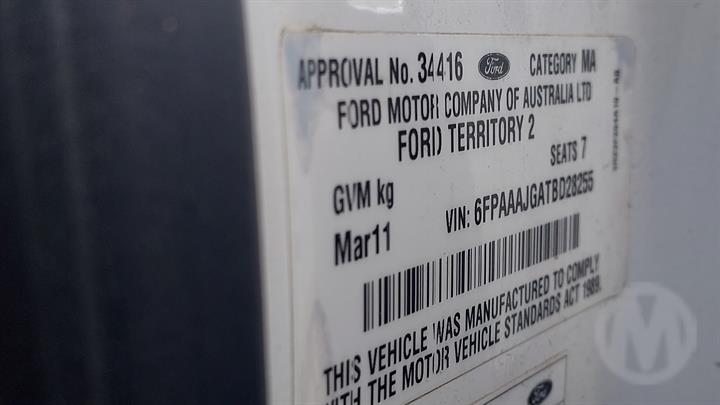 APPROVAL No. 34416 Ford CATEGORY MA
FORD MOTOR COMPANY OF AUSTRALIA LTD
FORD TERRITORY 2
SEATS 7
GVM kg
VIN: 6FPAAAJGATBD28255
Mar11
THIS VEHICLE WAS MANUFACTURED TO COMPLY
WITH THE MOTOR VEHICLE STANDARDS ACT 1989.
Ford
M